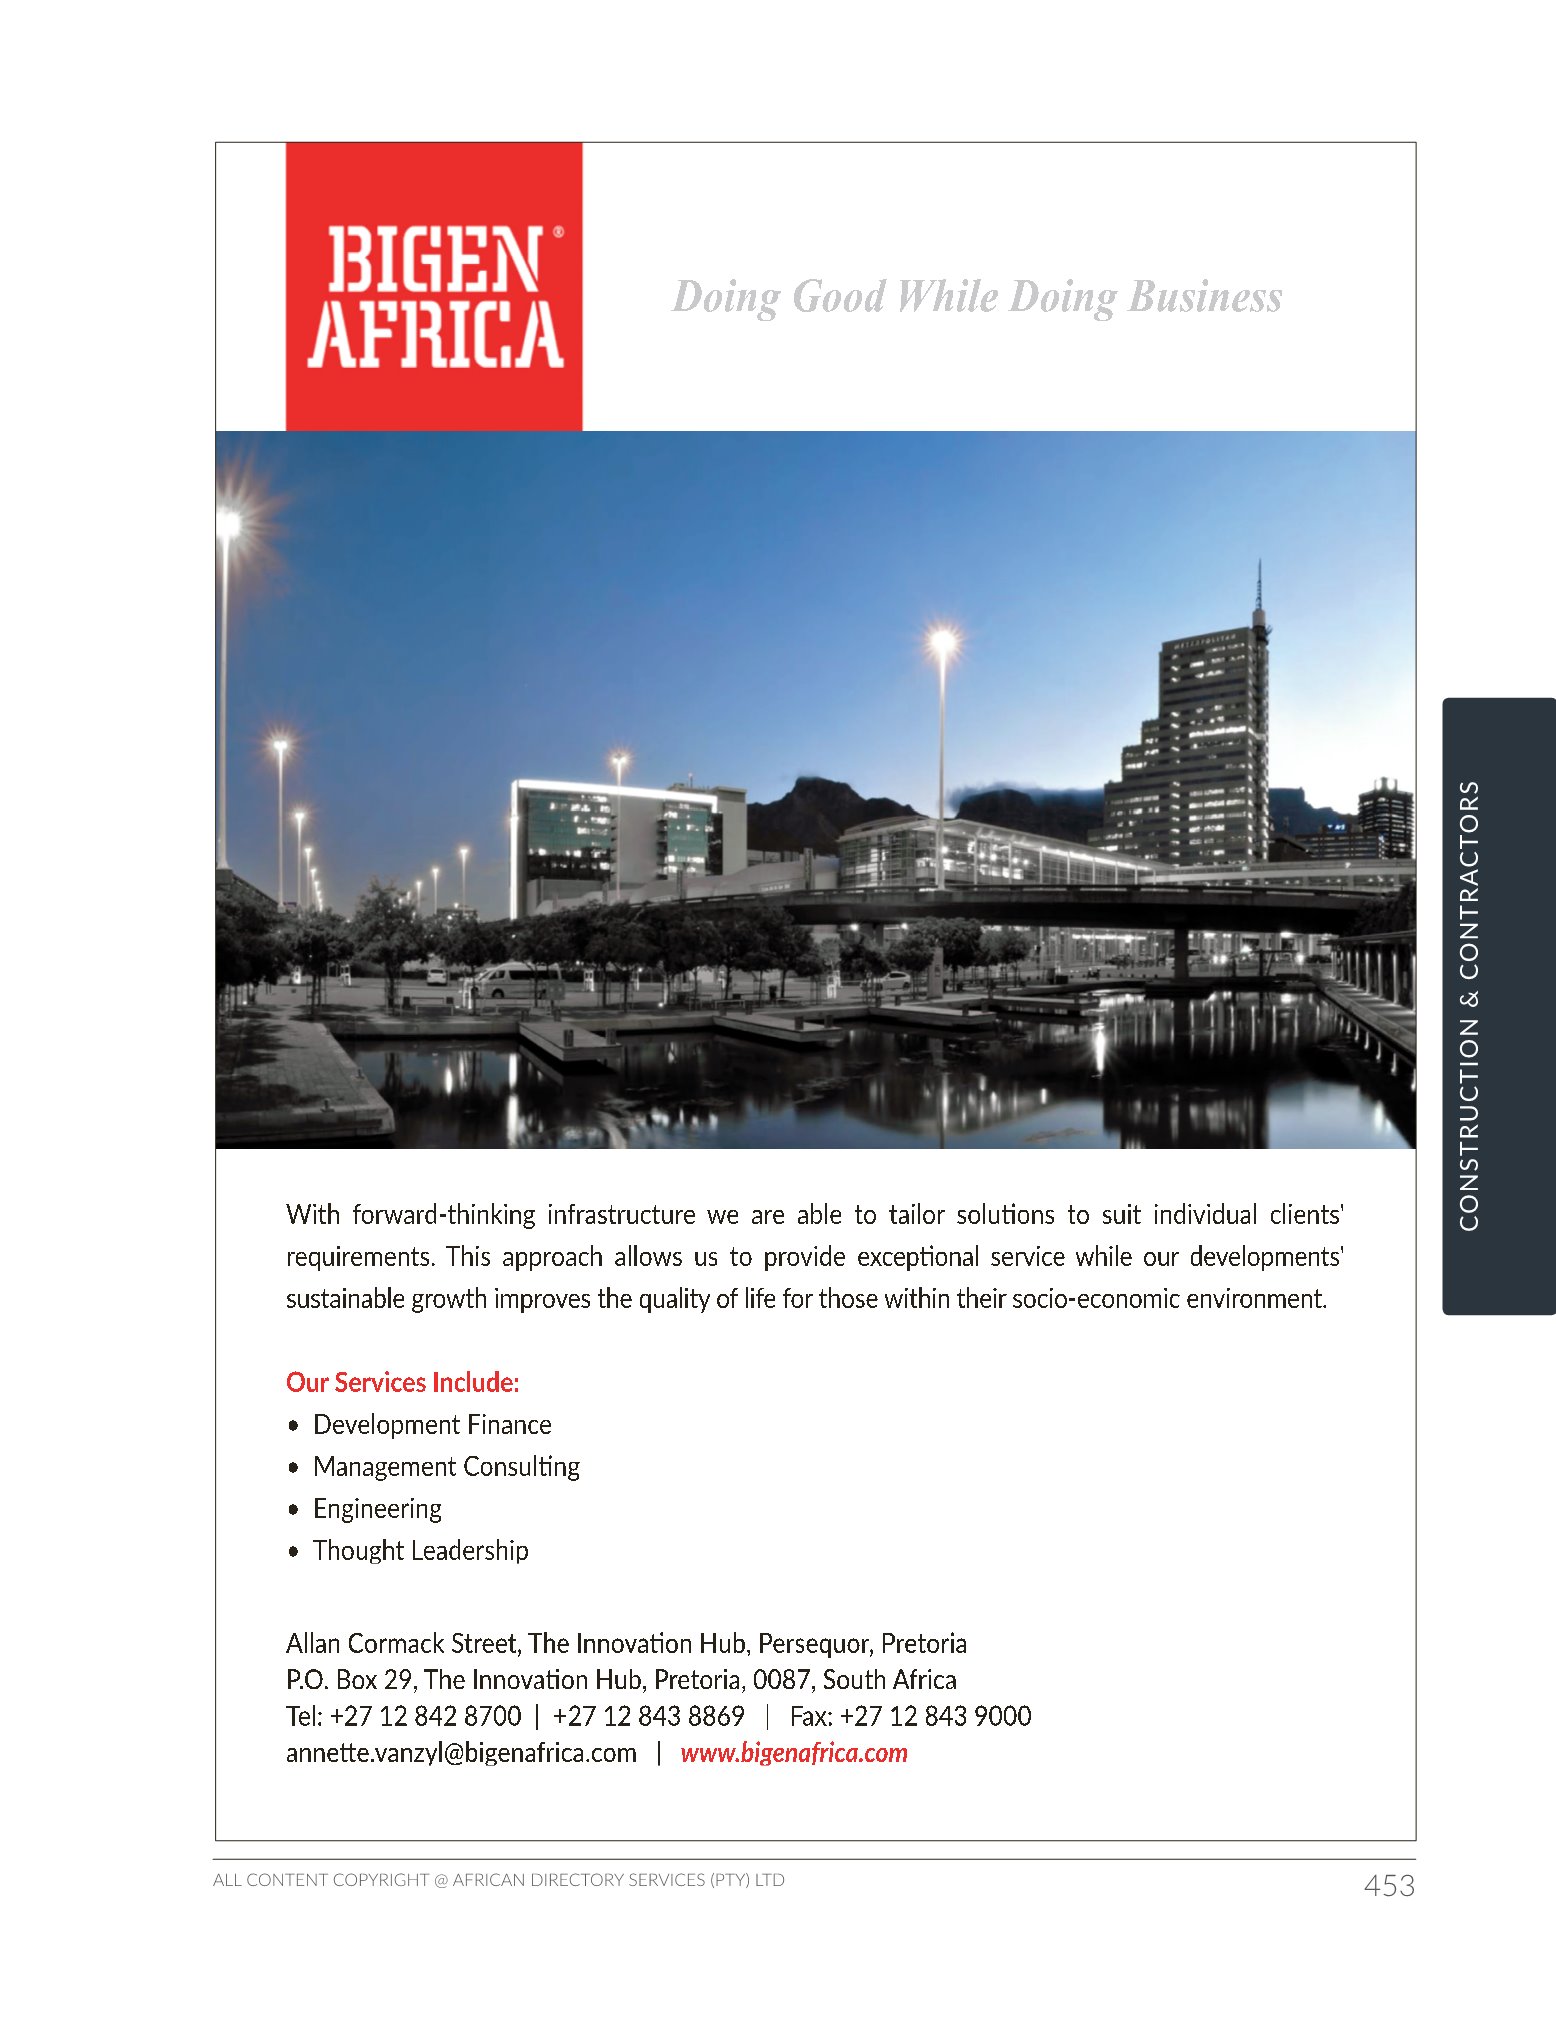 BIGEN®
AFRICA
Doing Good While Doing Business
METROPOLITAN
CONSTRUCTION & CONTRACTORS
With forward-thinking infrastructure we are able to tailor solutions to suit individual clients'
requirements. This approach allows us to provide exceptional service while our developments'
sustainable growth improves the quality of life for those within their socio-economic environment.
Our Services Include:
• Development Finance
• Management Consulting
• Engineering
• Thought Leadership
Allan Cormack Street, The Innovation Hub, Persequor, Pretoria
P.O. Box 29, The Innovation Hub, Pretoria, 0087, South Africa
Tel: +27 12 842 8700 | +27 12 843 8869 | Fax: +27 12 843 9000
annette.vanzyl@bigenafrica.com | www.bigenafrica.com
ALL CONTENT COPYRIGHT @ AFRICAN DIRECTORY SERVICES (PTY) LTD
453